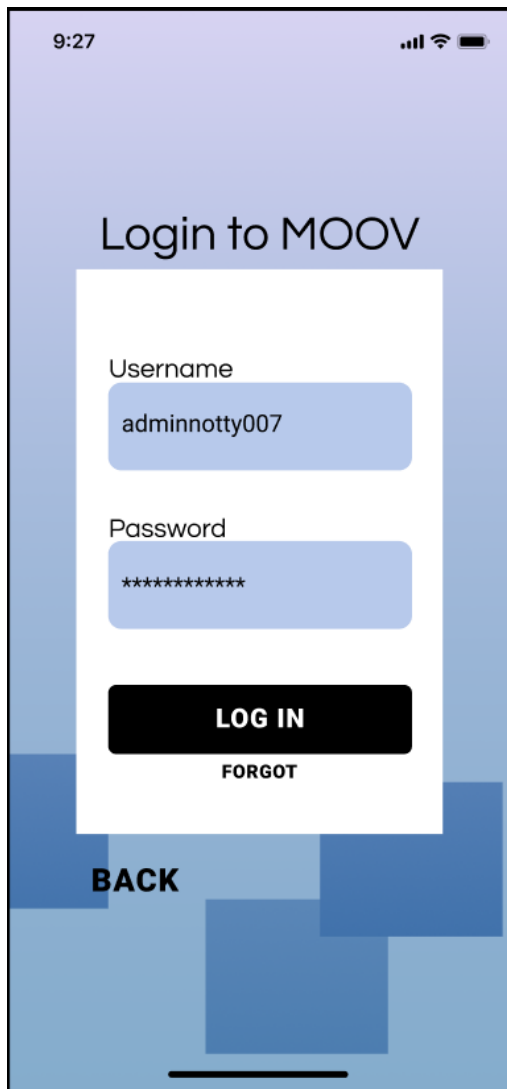 9:27
Login to MOOV
Username
adminnotty007
Password
************
LOG IN
FORGOT
BACK